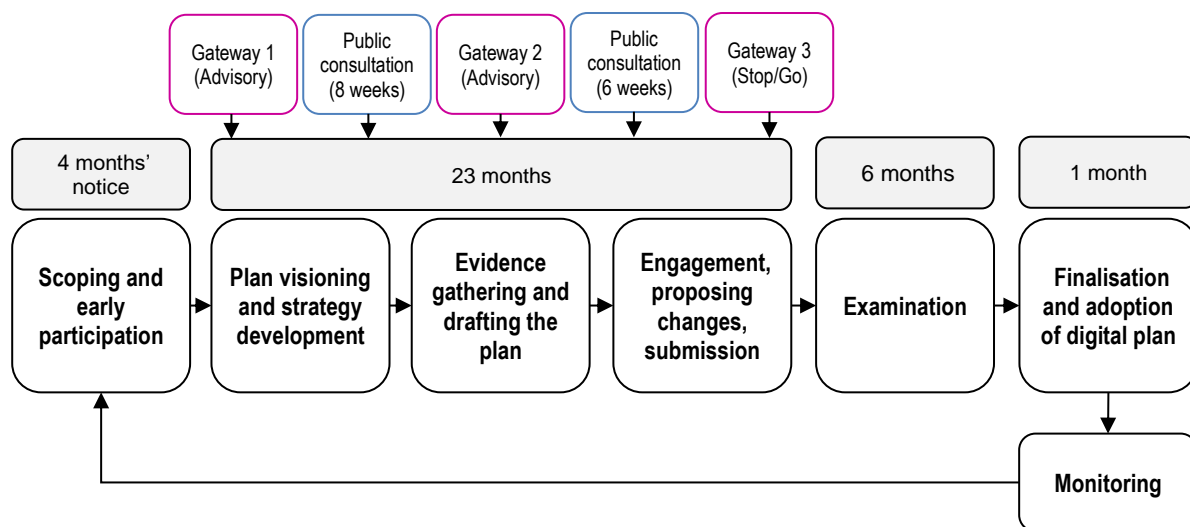 Gateway 1
(Advisory)
Public
consultation
(8 weeks)
Gateway 2
(Advisory)
Public
consultation
(6 weeks)
Gateway 3
(Stop/Go)
4 months’
notice
23 months
6 months
1 month
Scoping and
early
participation
Plan visioning
and strategy
development
Evidence
gathering and
drafting the
plan
Engagement,
proposing
changes,
submission
Examination
Finalisation
and adoption
of digital plan
Monitoring